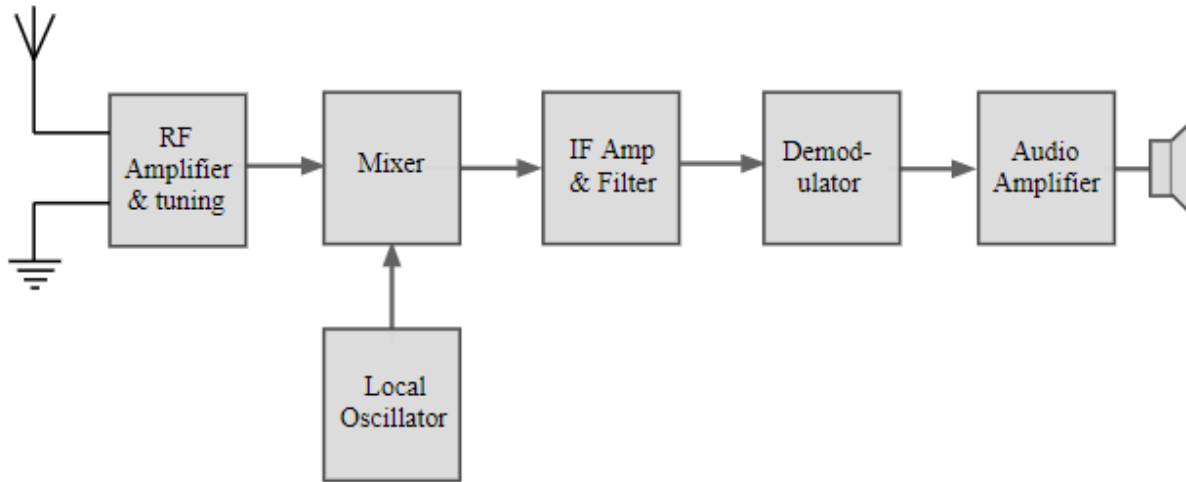 RF
Amplifier
& tuning
Mixer
IF Amp
& Filter
Demod-
ulator
Audio
Amplifier
Local
Oscillator